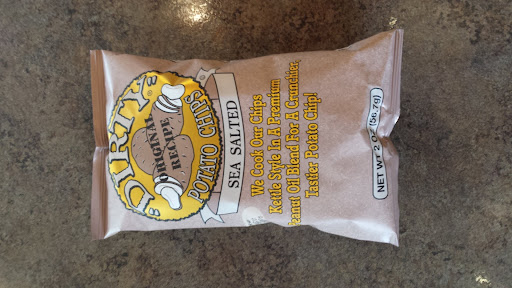 "DIRTY"®
ORIGINAL
RECIPE
POTATO CHIPS
SEA SALTED
We Cook Our Chips
Kettle Style In A Premium
Peanut Oil Blend For A Crunchier,
Tastier Potato Chip!
NET WT 2 OZ (56.7g)